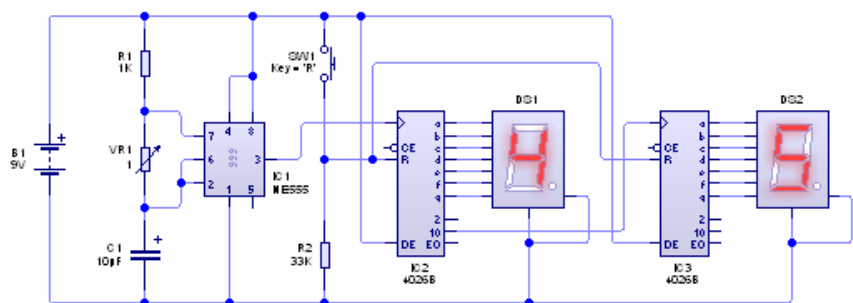 B1
9V
R1
1K
VR1
1
C1
10µF
7
6
2
4
8
3
1
5
IC1
NE555
SW1
Key = 'R'
R2
33K
CE
R
DE
a
b
c
d
e
f
g
2
10
EO
IC2
4026B
DS1
4
CE
R
DE
a
b
c
d
e
f
g
2
10
EO
IC3
4026B
DS2
5